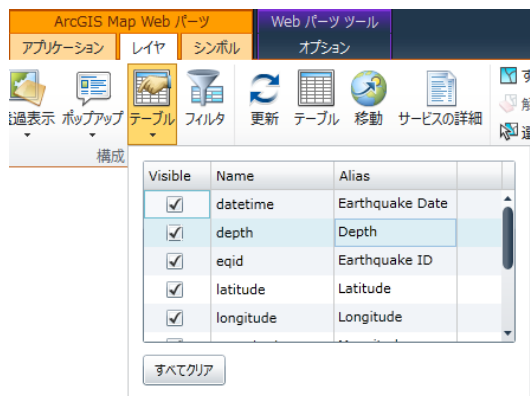 ArcGIS Map Web パーツ
Web パーツ ツール
アプリケーション
レイヤ
シンボル
オプション
過表示
ポップアップ
テーブル
フィルタ
更新
テーブル
移動
サービスの詳細
構成
Visible
Name
Alias
datetime
Earthquake Date
depth
Depth
eqid
Earthquake ID
latitude
Latitude
longitude
Longitude
すべてクリア